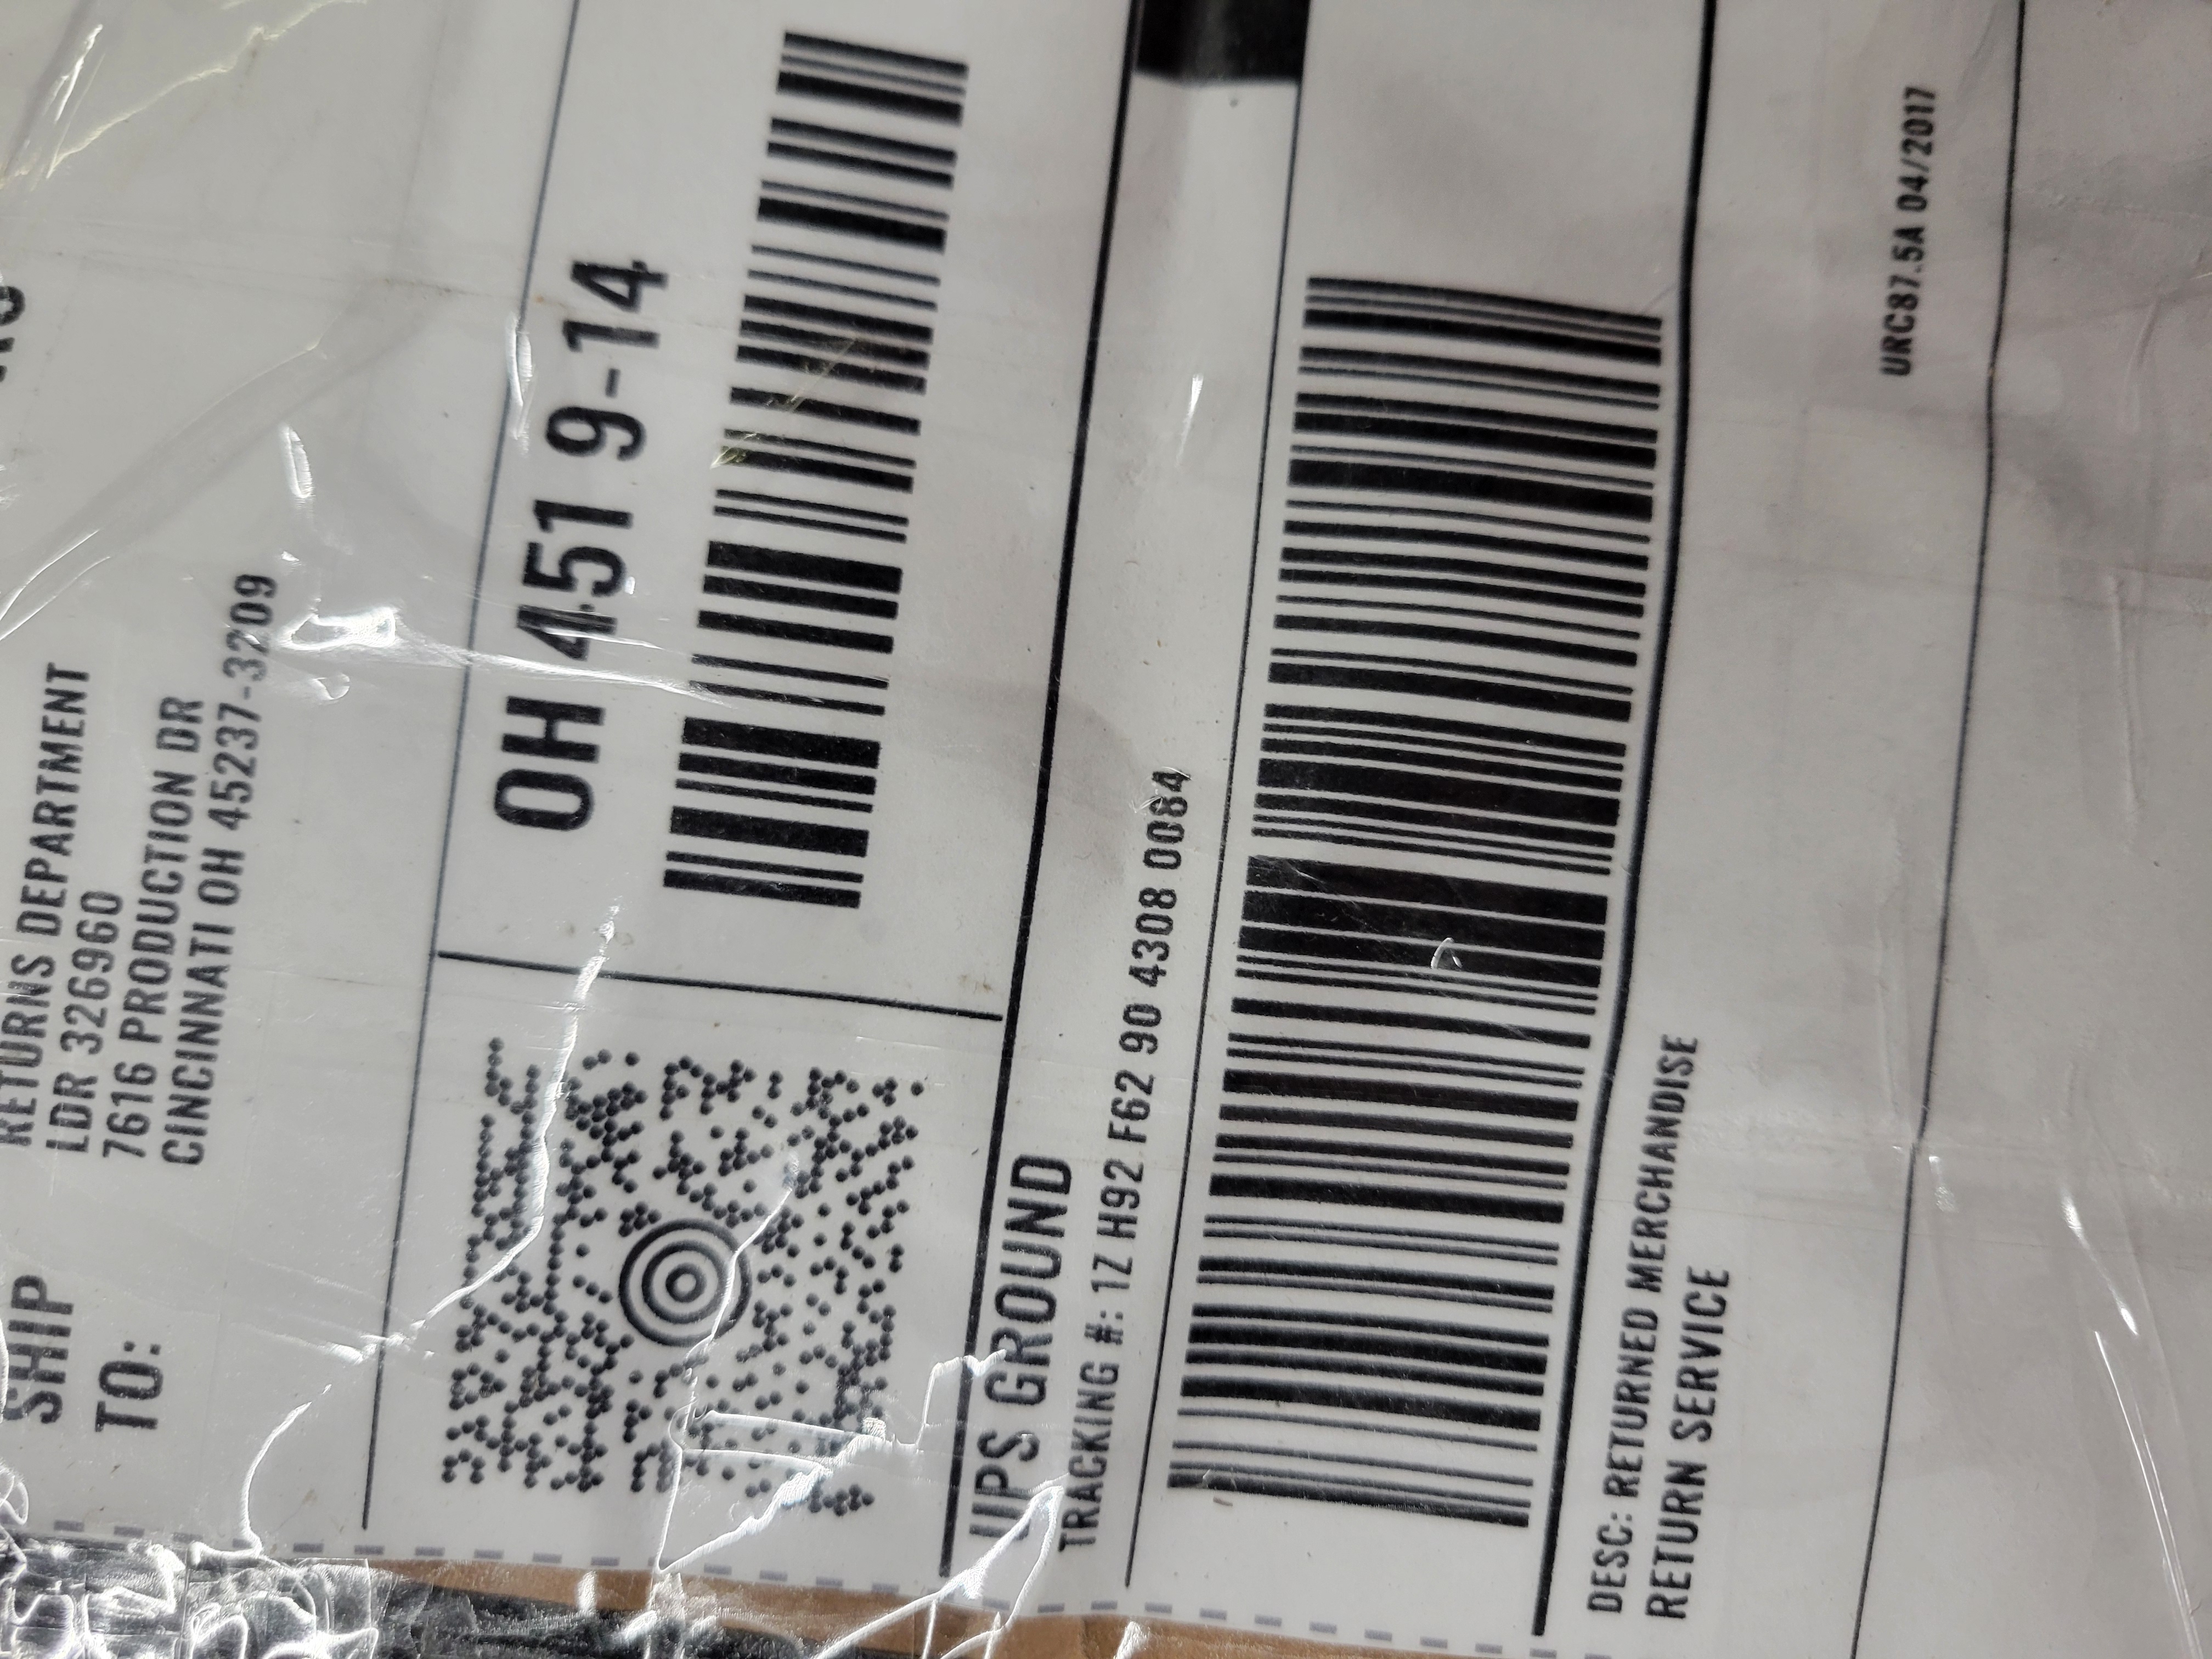 SHIP
TO:
RETURNS DEPARTMENT
LDR 326960
7616 PRODUCTION DR
CINCINNATI OH 45237-3209
OH 451 9-14
UPS GROUND
TRACKING #: 1Z H92 F62 90 4308 0084
DESC: RETURNED MERCHANDISE
RETURN SERVICE
URC87.5A 04/2017